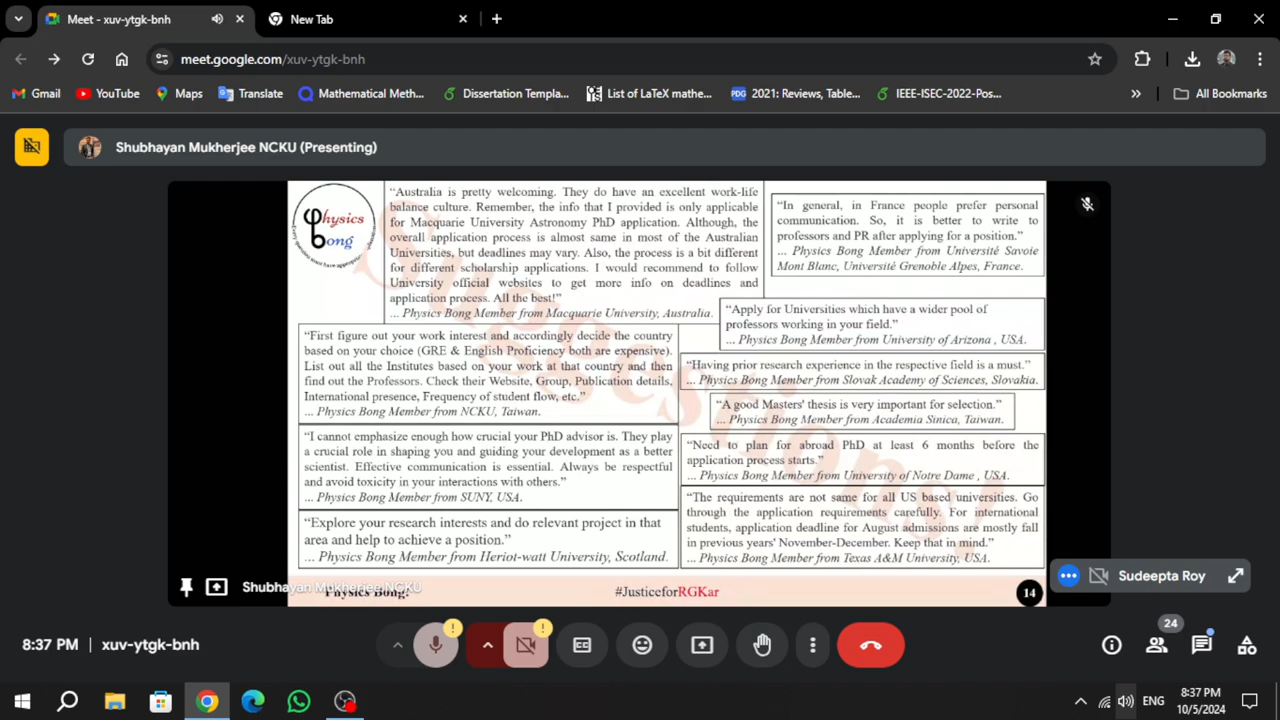 Meet - xuv-ytgk-bnh
New Tab
meet.google.com/xuv-ytgk-bnh
Gmail
YouTube
Maps
Translate
Mathematical Meth...
Dissertation Templa...
List of LaTeX mathe...
PDG 2021: Reviews, Table...
IEEE-ISEC-2022-Pos...
All Bookmarks
Shubhayan Mukherjee NCKU (Presenting)
Physics
Bong
“Australia is pretty welcoming. They do have an excellent work-life
balance culture. Remember, the info that I provided is only applicable
for Macquarie University Astronomy PhD application. Although, the
overall application process is almost same in most of the Australian
Universities, but deadlines may vary. Also, the process is a bit different
for different scholarship applications. I would recommend to follow
University official websites to get more info on deadlines and
application process. All the best!”
... Physics Bong Member from Macquarie University, Australia.
“In general, in France people prefer personal
communication. So, it is better to write to
professors and PR after applying for a position.”
... Physics Bong Member from Université Savoie
Mont Blanc, Université Grenoble Alpes, France.
“Apply for Universities which have a wider pool of
professors working in your field.”
... Physics Bong Member from University of Arizona , USA.
“First figure out your work interest and accordingly decide the country
based on your choice (GRE & English Proficiency both are expensive).
List out all the Institutes based on your work at that country and then
find out the Professors. Check their Website, Group, Publication details,
International presence, Frequency of student flow, etc.”
... Physics Bong Member from NCKU, Taiwan.
“Having prior research experience in the respective field is a must.”
... Physics Bong Member from Slovak Academy of Sciences, Slovakia.
“A good Masters' thesis is very important for selection.”
... Physics Bong Member from Academia Sinica, Taiwan.
“I cannot emphasize enough how crucial your PhD advisor is. They play
a crucial role in shaping you and guiding your development as a better
scientist. Effective communication is essential. Always be respectful
and avoid toxicity in your interactions with others.”
... Physics Bong Member from SUNY, USA.
“Need to plan for abroad PhD at least 6 months before the
application process starts.”
... Physics Bong Member from University of Notre Dame , USA.
“The requirements are not same for all US based universities. Go
through the application requirements carefully. For international
students, application deadline for August admissions are mostly fall
in previous years' November-December. Keep that in mind.”
... Physics Bong Member from Texas A&M University, USA.
“Explore your research interests and do relevant project in that
area and help to achieve a position.”
... Physics Bong Member from Heriot-watt University, Scotland.
Suggestions!
Shubhayan Mukherjee NCKU
Physics Bong!
#JusticeforRGKar
14
Sudeepta Roy
8:37 PM | xuv-ytgk-bnh
24
ENG
8:37 PM
10/5/2024